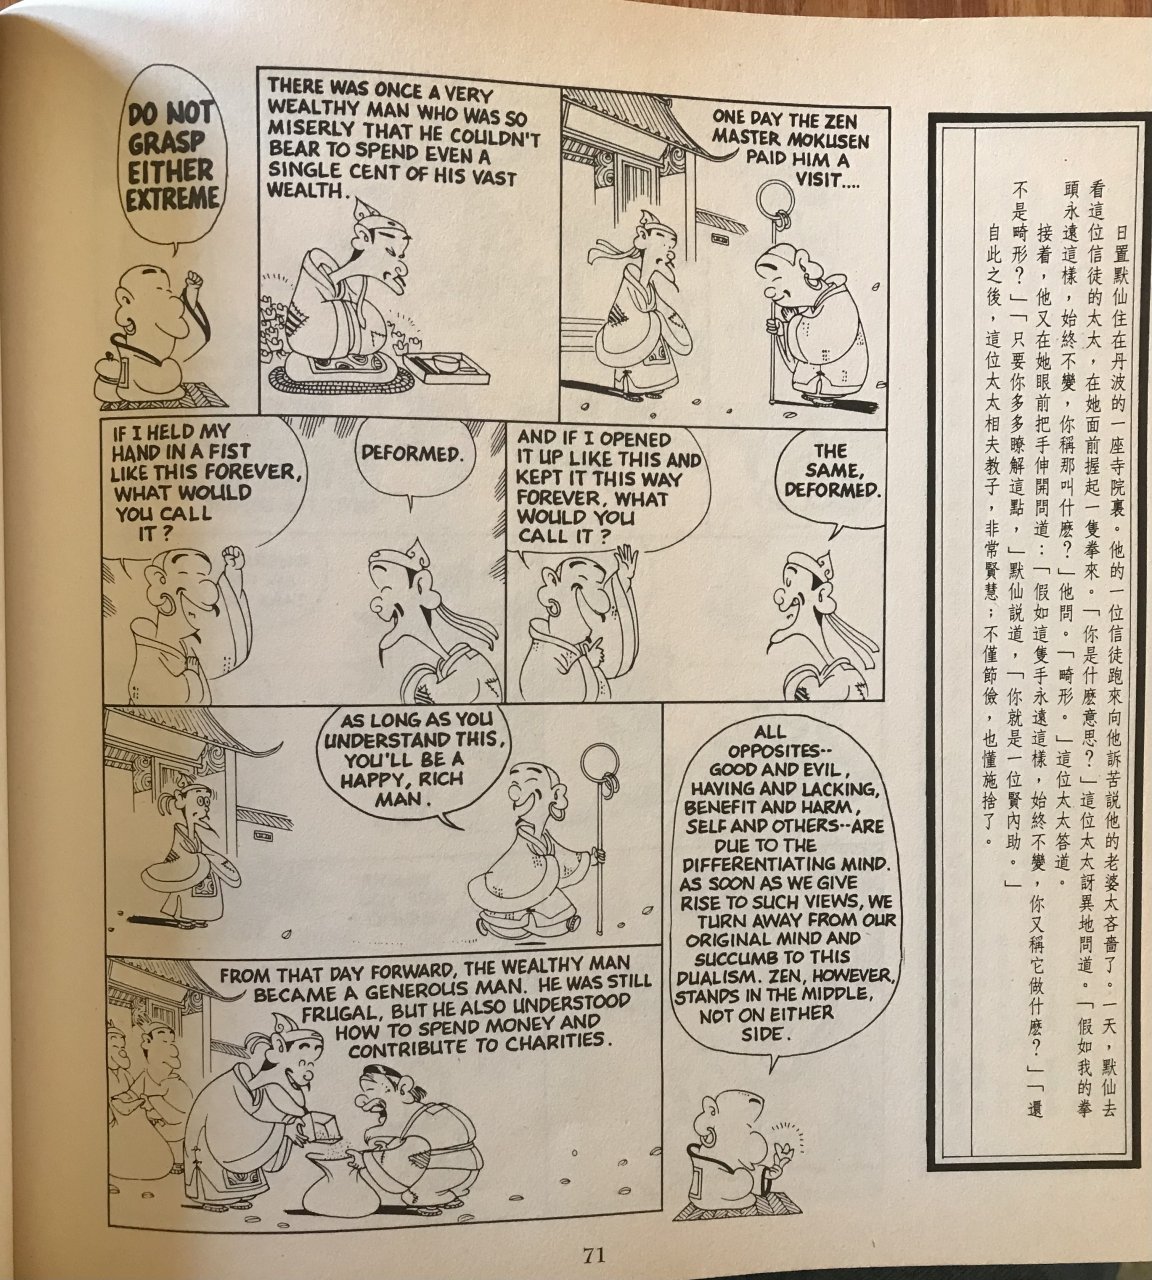 DO NOT
GRASP
EITHER
EXTREME
THERE WAS ONCE A VERY
WEALTHY MAN WHO WAS SO
MISERLY THAT HE COULDN'T
BEAR TO SPEND EVEN A
SINGLE CENT OF HIS VAST
WEALTH.
ONE DAY THE ZEN
MASTER MOKUSEN
PAID HIM A
VISIT....
IF I HELD MY
HAND IN A FIST
LIKE THIS FOREVER,
WHAT WOULD
YOU CALL
IT?
DEFORMED.
AND IF I OPENED
IT UP LIKE THIS AND
KEPT IT THIS WAY
FOREVER, WHAT
WOULD YOU
CALL IT?
THE
SAME,
DEFORMED.
AS LONG AS YOU
UNDERSTAND THIS,
YOU'LL BE A
HAPPY, RICH
MAN.
FROM THAT DAY FORWARD, THE WEALTHY MAN
BECAME A GENEROUS MAN. HE WAS STILL
FRUGAL, BUT HE ALSO UNDERSTOOD
HOW TO SPEND MONEY AND
CONTRIBUTE TO CHARITIES.
ALL
OPPOSITES--
GOOD AND EVIL,
HAVING AND LACKING,
BENEFIT AND HARM,
SELF AND OTHERS--ARE
DUE TO THE
DIFFERENTIATING MIND.
AS SOON AS WE GIVE
RISE TO SUCH VIEWS, WE
TURN AWAY FROM OUR
ORIGINAL MIND AND
SUCCUMB TO THIS
DUALISM. ZEN, HOWEVER,
STANDS IN THE MIDDLE,
NOT ON EITHER
SIDE.
日置默仙住在丹波的一座寺院裏。他的一位信徒跑來向他訴苦説他的老婆太吝嗇了。一天，默仙去
看這位信徒的太太，在她面前握起一隻拳來。「你是什麽意思？」這位太太訝異地問道。「假如我的拳
頭永遠這樣，始終不變，你稱那叫什麽？」他問。「畸形。」這位太太答道。
接着，他又在她眼前把手伸開問道：「假如這隻手永遠這樣，始終不變，你又稱它做什麽？」「還
不是畸形？」「只要你多多瞭解這點，」默仙説道，「你就是一位賢內助。」
自此之後，這位太太相夫教子，非常賢慧；不僅節儉，也懂施捨了。
71